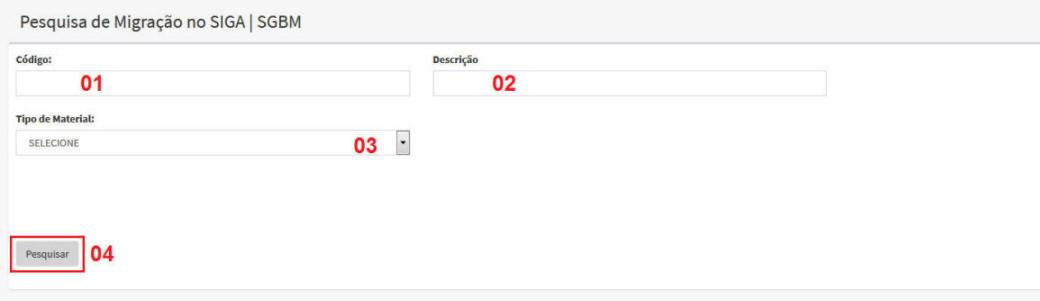 Pesquisa de Migração no SIGA | SGBM
Código:
Descrição
01
02
Tipo de Material:
SELECIONE
03
Pesquisar
04